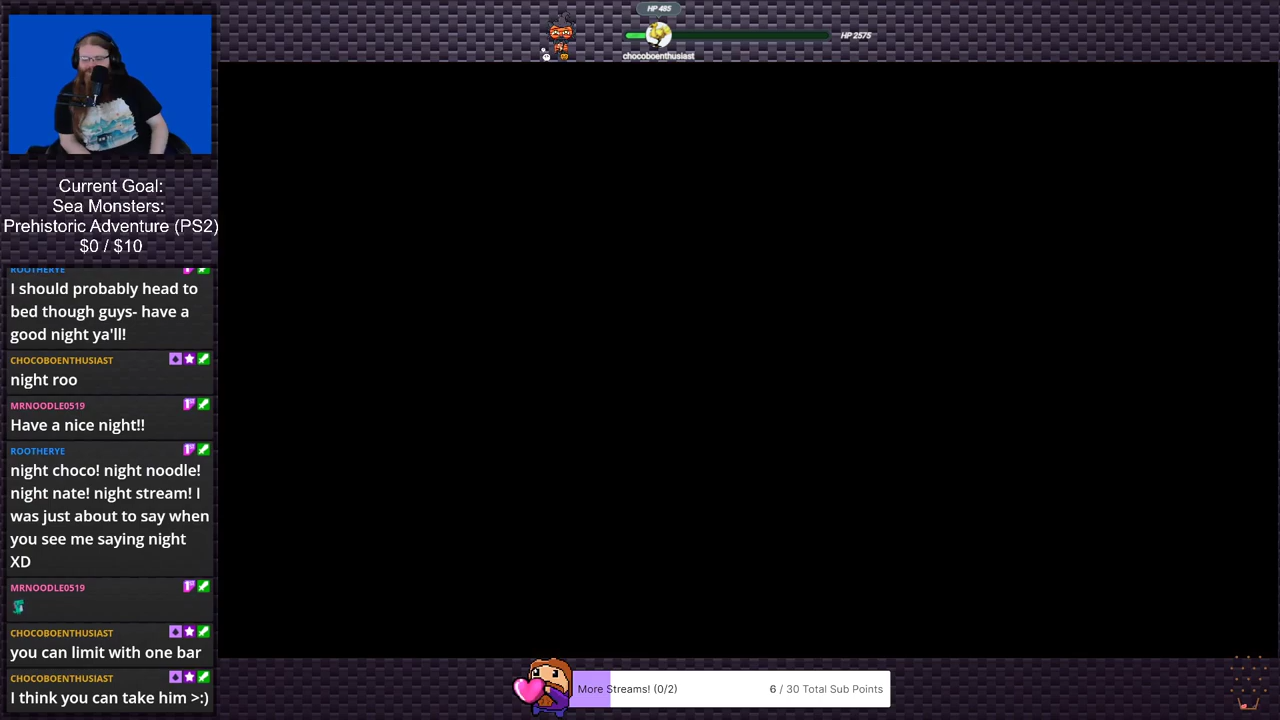 HP 485
HP 2575
chocoboenthusiast
Current Goal:
Sea Monsters:
Prehistoric Adventure (PS2)
$0 / $10
ROOTHERYE
I should probably head to
bed though guys- have a
good night ya'll!
CHOCOBOENTHUSIAST
night roo
MRNOODLE0519
Have a nice night!!
ROOTHERYE
night choco! night noodle!
night nate! night stream! I
was just about to say when
you see me saying night
XD
MRNOODLE0519
CHOCOBOENTHUSIAST
you can limit with one bar
CHOCOBOENTHUSIAST
I think you can take him >:)
More Streams! (0/2)
6 / 30 Total Sub Points